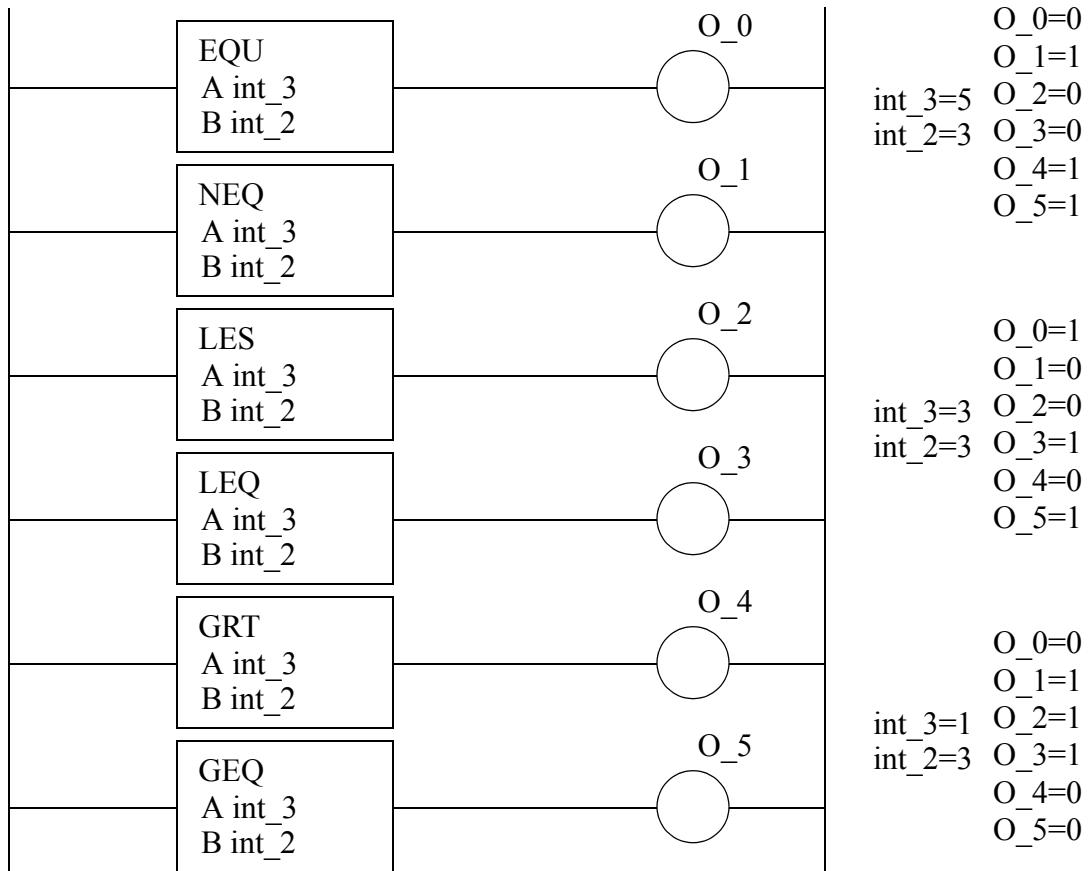 EQU
A int_3
B int_2
O_0
NEQ
A int_3
B int_2
O_1
LES
A int_3
B int_2
O_2
LEQ
A int_3
B int_2
O_3
GRT
A int_3
B int_2
O_4
GEQ
A int_3
B int_2
O_5
int_3=5
int_2=3
O_0=0
O_1=1
O_2=0
O_3=0
O_4=1
O_5=1
int_3=3
int_2=3
O_0=1
O_1=0
O_2=0
O_3=1
O_4=0
O_5=1
int_3=1
int_2=3
O_0=0
O_1=1
O_2=1
O_3=1
O_4=0
O_5=0